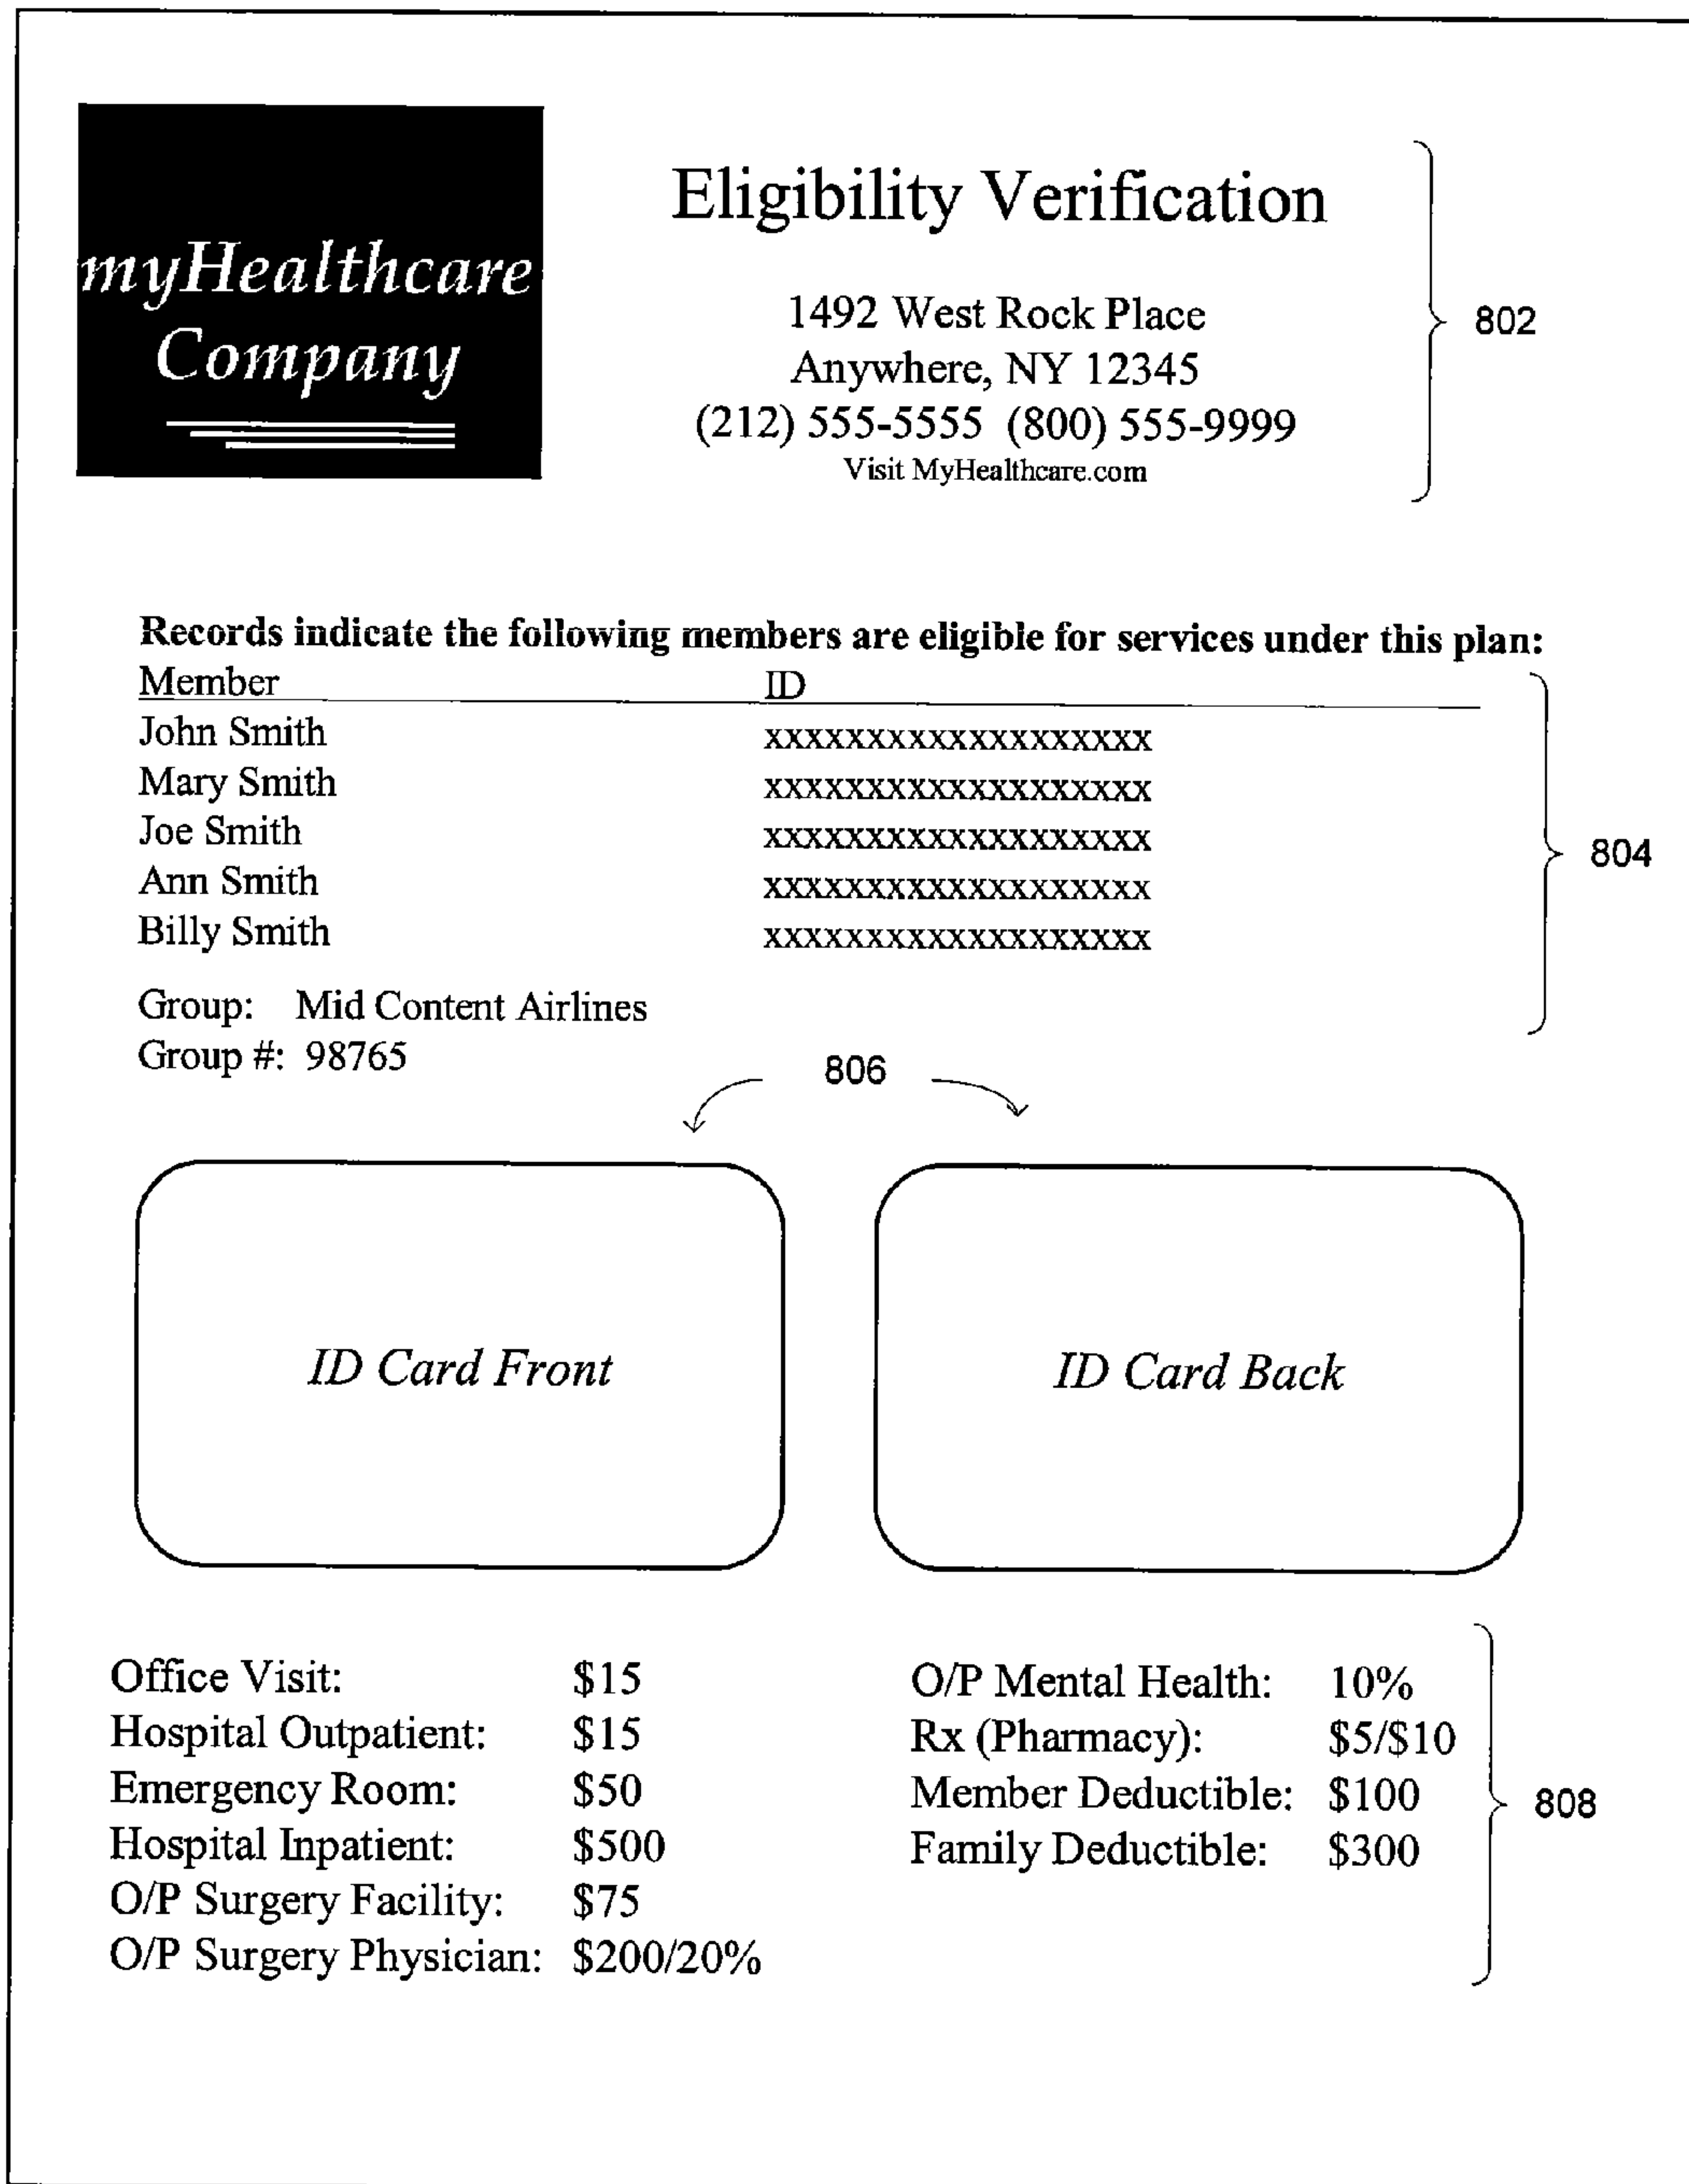 myHealthcare
Company
Eligibility Verification
1492 West Rock Place
Anywhere, NY 12345
(212) 555-5555 (800) 555-9999
Visit MyHealthcare.com
802
Records indicate the following members are eligible for services under this plan:
Member ID
John Smith xxxxxxxxxxxxxxxxxxx
Mary Smith xxxxxxxxxxxxxxxxxxx
Joe Smith xxxxxxxxxxxxxxxxxxx
Ann Smith xxxxxxxxxxxxxxxxxxx
Billy Smith xxxxxxxxxxxxxxxxxxx
804
Group: Mid Content Airlines
Group #: 98765
806
ID Card Front
ID Card Back
Office Visit: $15
Hospital Outpatient: $15
Emergency Room: $50
Hospital Inpatient: $500
O/P Surgery Facility: $75
O/P Surgery Physician: $200/20%
O/P Mental Health: 10%
Rx (Pharmacy): $5/$10
Member Deductible: $100
Family Deductible: $300
808